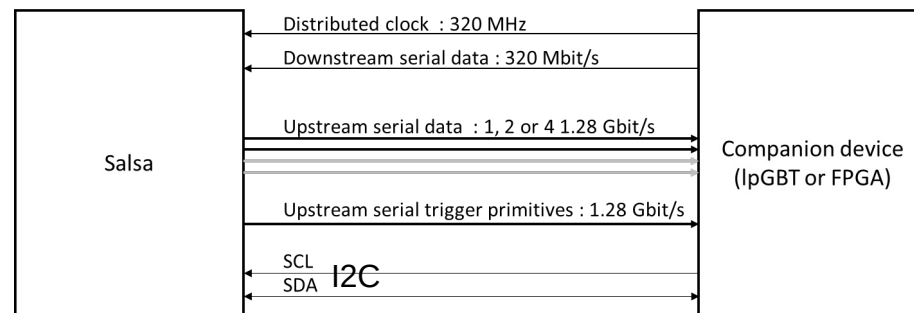 Distributed clock : 320 MHz
Downstream serial data : 320 Mbit/s
Upstream serial data : 1, 2 or 4 1.28 Gbit/s
Salsa
Companion device
(lpGBT or FPGA)
Upstream serial trigger primitives : 1.28 Gbit/s
SCL
SDA
I2C